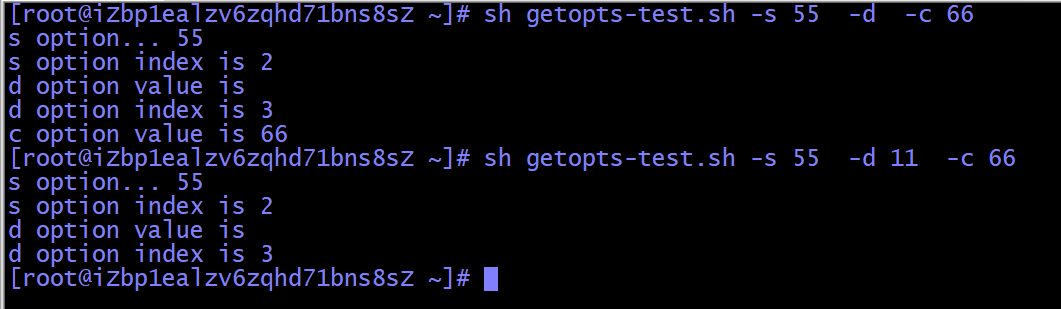 [root@iZbp1ealzv6zqhd71bns8sZ ~]# sh getopts-test.sh -s 55  -d  -c 66
s option... 55
s option index is 2
d option value is
d option index is 3
c option value is 66
[root@iZbp1ealzv6zqhd71bns8sZ ~]# sh getopts-test.sh -s 55  -d 11  -c 66
s option... 55
s option index is 2
d option value is
d option index is 3
[root@iZbp1ealzv6zqhd71bns8sZ ~]#